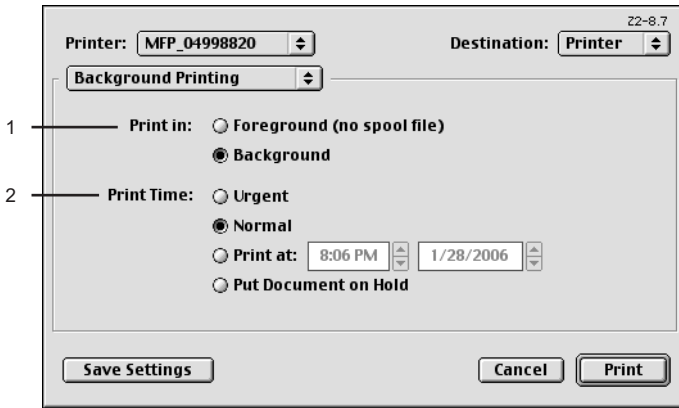 Z2-8.7
Printer: MFP_04998820 Destination: Printer
Background Printing
1 Print in: Foreground (no spool file)
Background
2 Print Time: Urgent
Normal
Print at: 8:06 PM 1/28/2006
Put Document on Hold
Save Settings Cancel Print